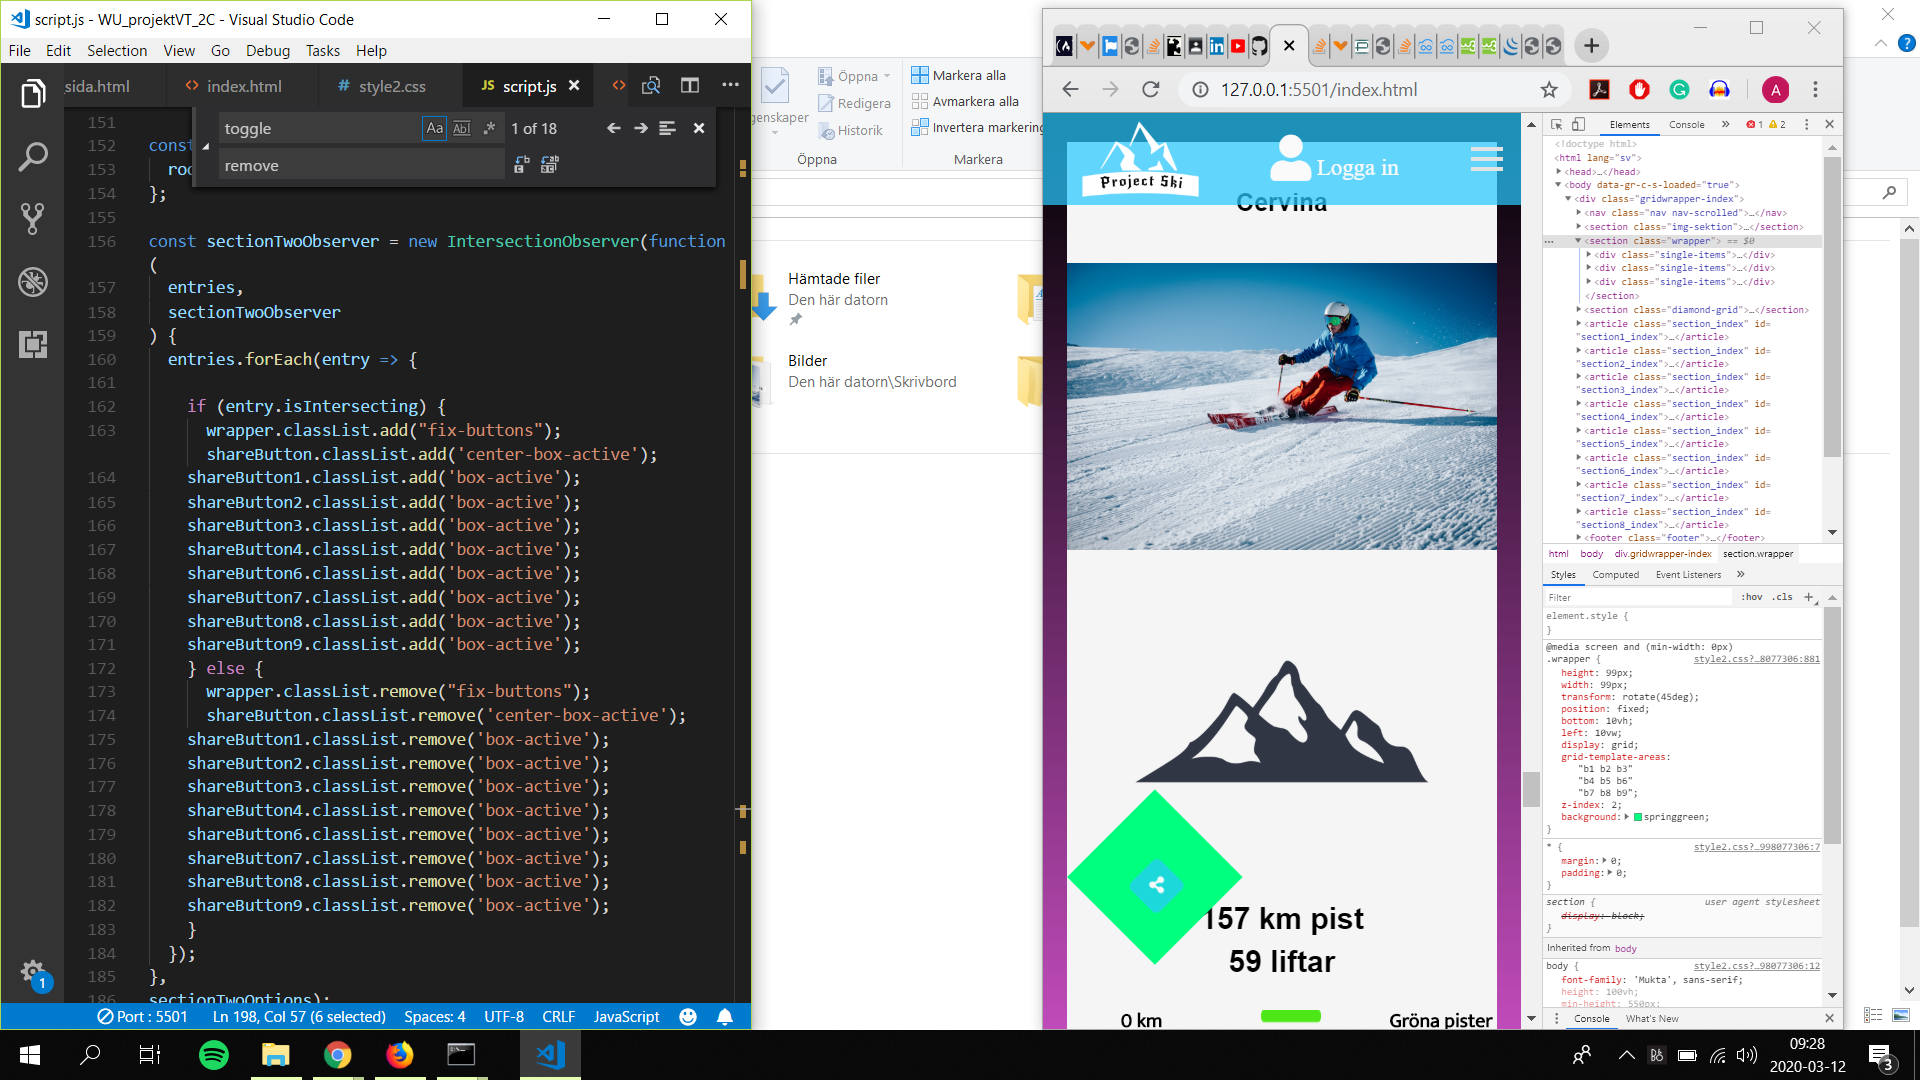 script.js - WU_projektVT_2C - Visual Studio Code
File Edit Selection View Go Debug Tasks Help
_sida.html index.html style2.css JS script.js
toggle Aa Abl .* 1 of 18
remove
151
152 cons
153 roo
154 };
155
156 const sectionTwoObserver = new IntersectionObserver(function
(
157 entries,
158 sectionTwoObserver
159 ) {
160 entries.forEach(entry => {
161
162 if (entry.isIntersecting) {
163 wrapper.classList.add("fix-buttons");
shareButton.classList.add('center-box-active');
164 shareButton1.classList.add('box-active');
165 shareButton2.classList.add('box-active');
166 shareButton3.classList.add('box-active');
167 shareButton4.classList.add('box-active');
168 shareButton6.classList.add('box-active');
169 shareButton7.classList.add('box-active');
170 shareButton8.classList.add('box-active');
171 shareButton9.classList.add('box-active');
172 } else {
173 wrapper.classList.remove("fix-buttons");
174 shareButton.classList.remove('center-box-active');
175 shareButton1.classList.remove('box-active');
176 shareButton2.classList.remove('box-active');
177 shareButton3.classList.remove('box-active');
178 shareButton4.classList.remove('box-active');
179 shareButton6.classList.remove('box-active');
180 shareButton7.classList.remove('box-active');
181 shareButton8.classList.remove('box-active');
182 shareButton9.classList.remove('box-active');
183 }
184 });
185 },
186 sectionTwoOptions);
1
Port : 5501 Ln 198, Col 57 (6 selected) Spaces: 4 UTF-8 CRLF JavaScript
genskaper
Öppna
Redigera
Historik
Öppna
Markera alla
Avmarkera alla
Invertera markering
Markera
Hämtade filer
Den här datorn
Bilder
Den här datorn\Skrivbord
127.0.0.1:5501/index.html
A
Project Ski
Logga in
Cervina
157 km pist
59 liftar
0 km Gröna pister
Elements Console » 1 2
<!doctype html>
<html lang="sv">
<head>…</head>
<body data-gr-c-s-loaded="true">
<div class="gridwrapper-index">
<nav class="nav nav-scrolled">…</nav>
<section class="img-sektion">…</section>
<section class="wrapper"> == $0
<div class="single-items">…</div>
<div class="single-items">…</div>
<div class="single-items">…</div>
</section>
<section class="diamond-grid">…</section>
<article class="section_index" id=
"section1_index">…</article>
<article class="section_index" id=
"section2_index">…</article>
<article class="section_index" id=
"section3_index">…</article>
<article class="section_index" id=
"section4_index">…</article>
<article class="section_index" id=
"section5_index">…</article>
<article class="section_index" id=
"section6_index">…</article>
<article class="section_index" id=
"section7_index">…</article>
<article class="section_index" id=
"section8_index">…</article>
<footer class="footer">…</footer>
html body div.gridwrapper-index section.wrapper
Styles Computed Event Listeners »
Filter :hov .cls +
element.style {
}
@media screen and (min-width: 0px)
.wrapper { style2.css?…8077306:881
height: 99px;
width: 99px;
transform: rotate(45deg);
position: fixed;
bottom: 10vh;
left: 10vw;
display: grid;
grid-template-areas:
"b1 b2 b3"
"b4 b5 b6"
"b7 b8 b9";
z-index: 2;
background: springgreen;
}
* { style2.css?…998077306:7
margin: 0;
padding: 0;
}
section { user agent stylesheet
display: block;
}
Inherited from body
body { style2.css?…98077306:12
font-family: 'Mukta', sans-serif;
height: 100vh;
min-height: 550px;
Console What's New
09:28
2020-03-12
3